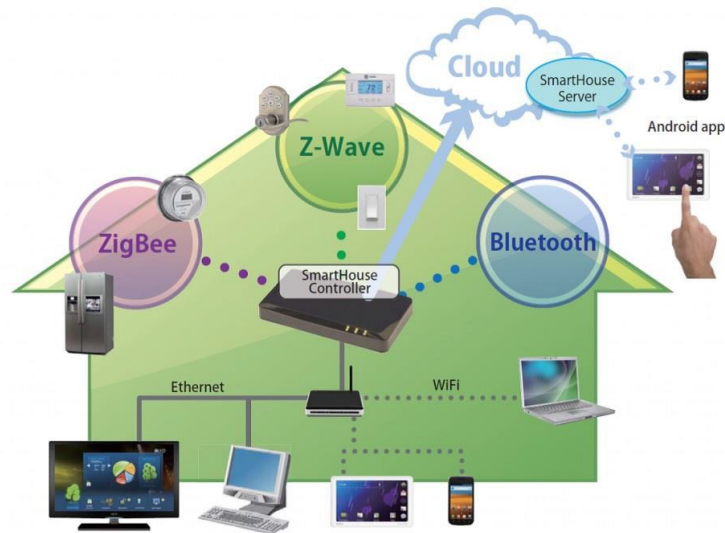 Cloud
SmartHouse
Server
Android app
Z-Wave
ZigBee
Bluetooth
SmartHouse
Controller
Ethernet
WiFi